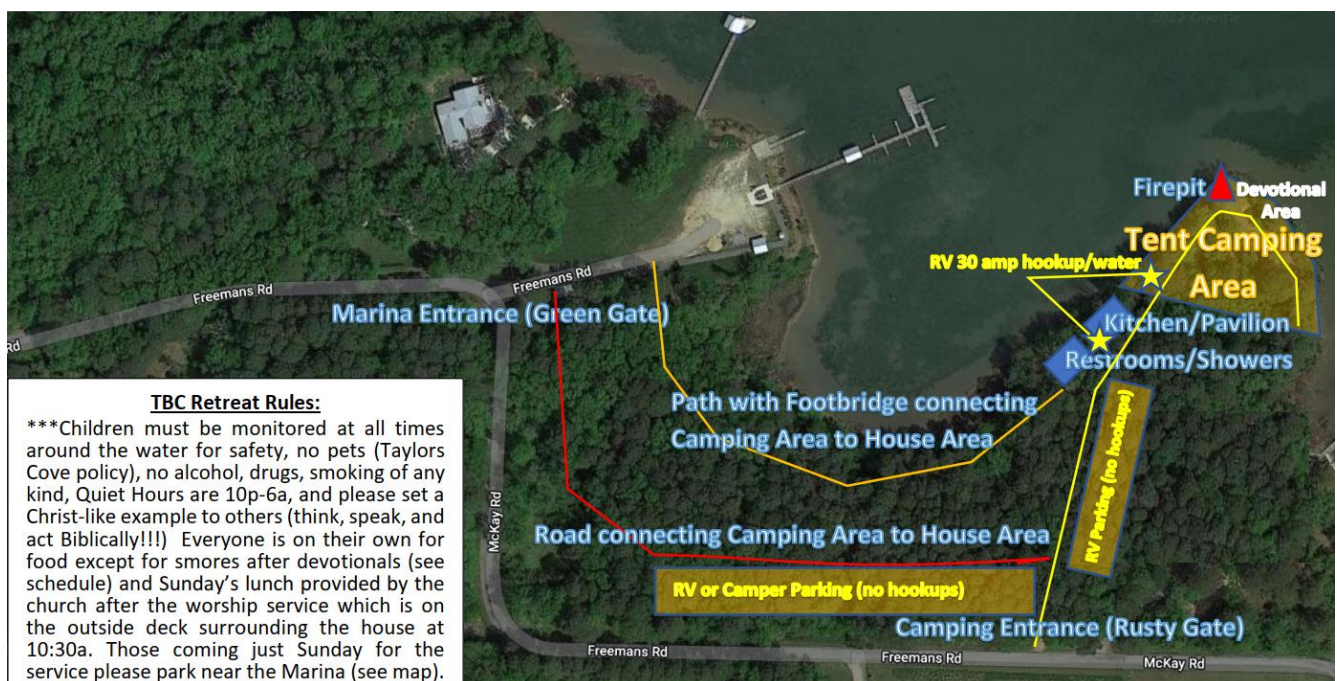 © 2022 Google
Firepit
Devotional
Area
Tent Camping
Area
RV 30 amp hookup/water
Freemans Rd
Freemans Rd
Rd
Marina Entrance (Green Gate)
Kitchen/Pavilion
Restrooms/Showers
Path with Footbridge connecting
Camping Area to House Area
RV Parking (no hookups)
McKay Rd
Road connecting Camping Area to House Area
RV or Camper Parking (no hookups)
Camping Entrance (Rusty Gate)
Freemans Rd
Freemans Rd
McKay Rd
TBC Retreat Rules:
***Children must be monitored at all times
around the water for safety, no pets (Taylors
Cove policy), no alcohol, drugs, smoking of any
kind, Quiet Hours are 10p-6a, and please set a
Christ-like example to others (think, speak, and
act Biblically!!!) Everyone is on their own for
food except for smores after devotionals (see
schedule) and Sunday's lunch provided by the
church after the worship service which is on
the outside deck surrounding the house at
10:30a. Those coming just Sunday for the
service please park near the Marina (see map).